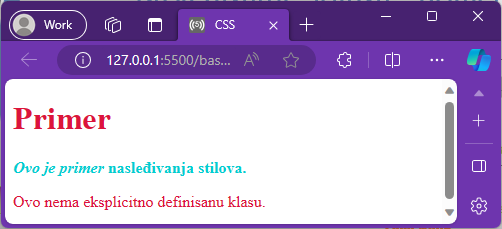 Work
CSS
127.0.0.1:5500/bas...
Primer
Ovo je primer nasleđivanja stilova.
Ovo nema eksplicitno definisanu klasu.